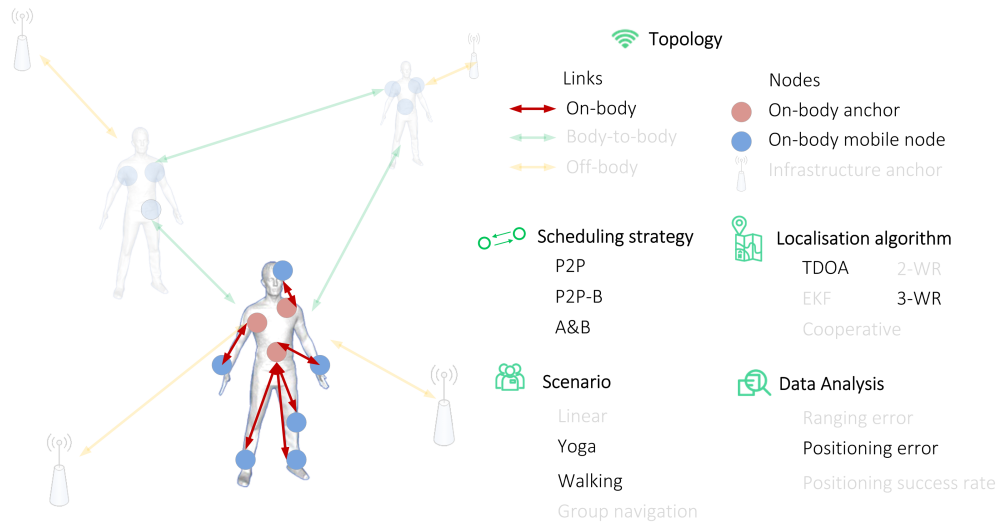 Topology
Links
On-body
Body-to-body
Off-body
Nodes
On-body anchor
On-body mobile node
Infrastructure anchor
Scheduling strategy
P2P
P2P-B
A&B
Localisation algorithm
TDOA 2-WR
EKF 3-WR
Cooperative
Scenario
Linear
Yoga
Walking
Group navigation
Data Analysis
Ranging error
Positioning error
Positioning success rate